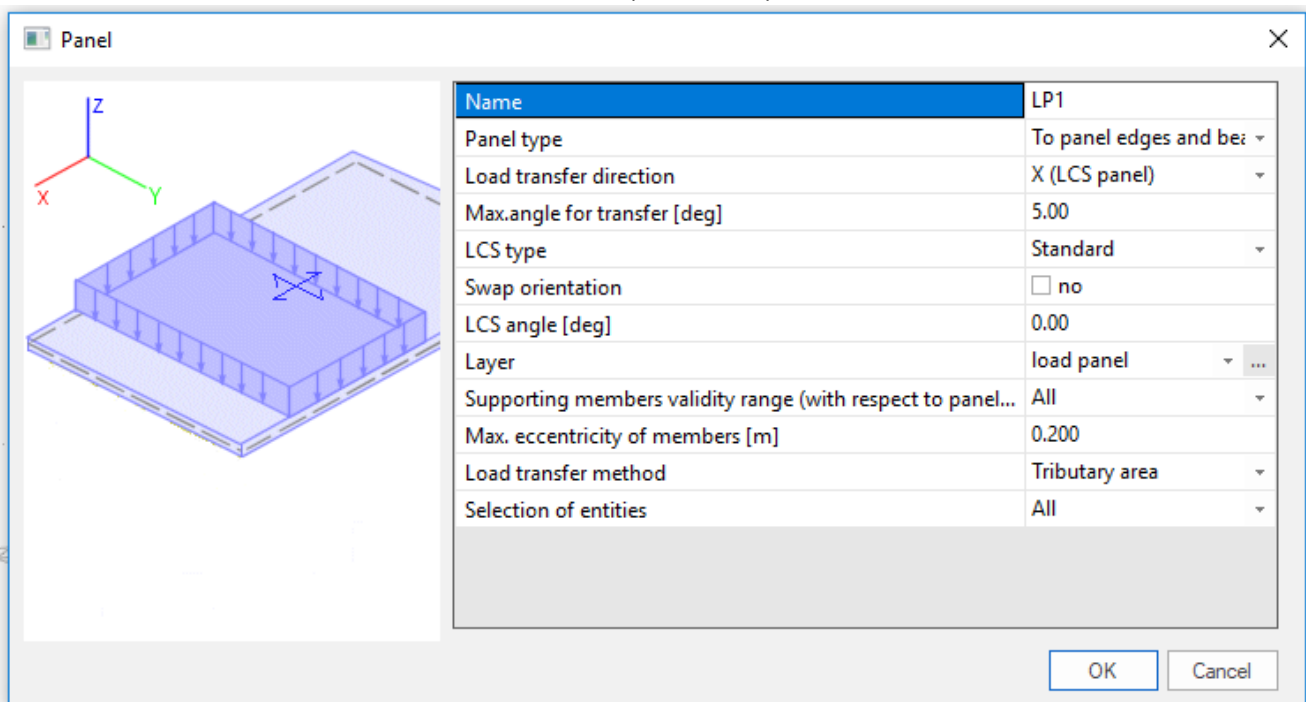 Panel
Z
X
Y
Name LP1
Panel type To panel edges and bea
Load transfer direction X (LCS panel)
Max.angle for transfer [deg] 5.00
LCS type Standard
Swap orientation no
LCS angle [deg] 0.00
Layer load panel ...
Supporting members validity range (with respect to panel... All
Max. eccentricity of members [m] 0.200
Load transfer method Tributary area
Selection of entities All
OK Cancel